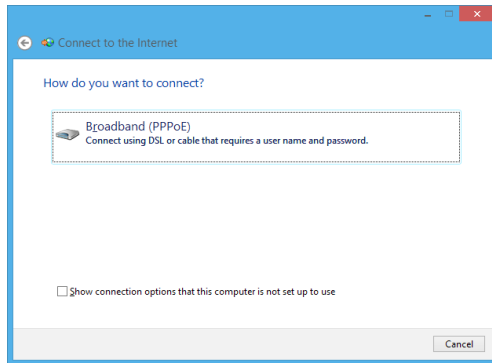 Connect to the Internet
How do you want to connect?
Broadband (PPPoE)
Connect using DSL or cable that requires a user name and password.
Show connection options that this computer is not set up to use
Cancel